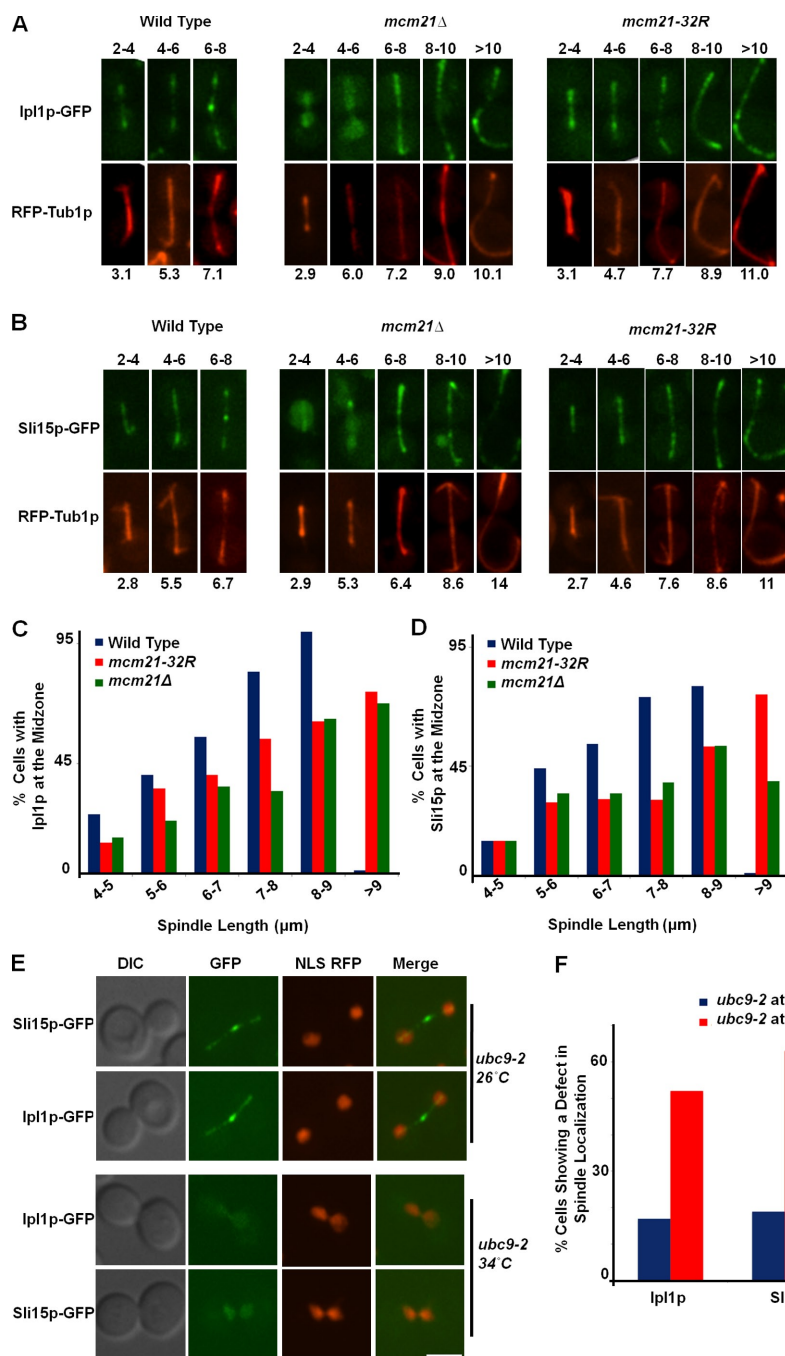 A
Wild Type mcm21Δ mcm21-32R
2-4 4-6 6-8 2-4 4-6 6-8 8-10 >10 2-4 4-6 6-8 8-10 >10
Ipl1p-GFP
RFP-Tub1p
3.1 5.3 7.1 2.9 6.0 7.2 9.0 10.1 3.1 4.7 7.7 8.9 11.0
B
Wild Type mcm21Δ mcm21-32R
2-4 4-6 6-8 2-4 4-6 6-8 8-10 >10 2-4 4-6 6-8 8-10 >10
Sli15p-GFP
RFP-Tub1p
2.8 5.5 6.7 2.9 5.3 6.4 8.6 14 2.7 4.6 7.6 8.6 11
C
% Cells with
Ipl1p at the Midzone
95
45
0
Wild Type
mcm21-32R
mcm21Δ
4-5 5-6 6-7 7-8 8-9 >9
Spindle Length (μm)
D
% Cells with
Sli15p at the Midzone
95
45
0
Wild Type
mcm21-32R
mcm21Δ
4-5 5-6 6-7 7-8 8-9 >9
Spindle Length (μm)
E
DIC GFP NLS RFP Merge
Sli15p-GFP
Ipl1p-GFP
ubc9-2
26°C
Ipl1p-GFP
Sli15p-GFP
ubc9-2
34°C
F
ubc9-2 at
ubc9-2 at
% Cells Showing a Defect in
Spindle Localization
60
30
0
Ipl1p Sl